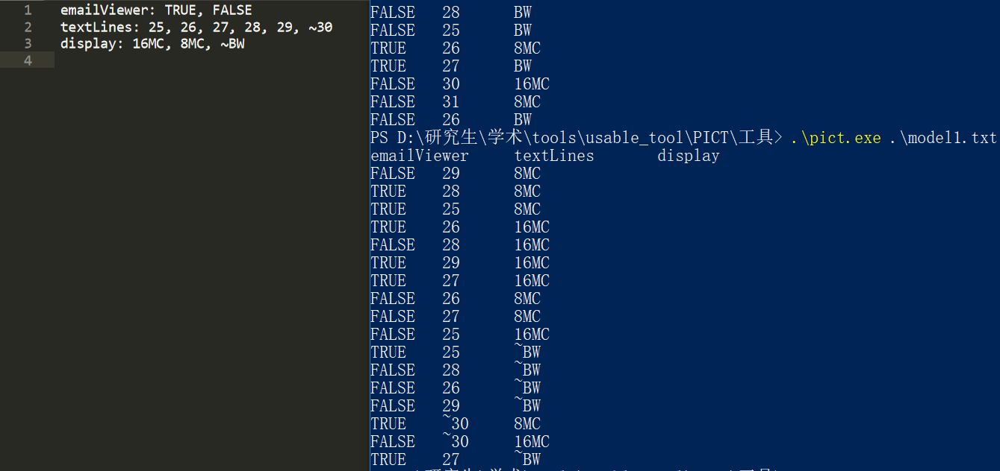 1 emailViewer: TRUE, FALSE
2 textLines: 25, 26, 27, 28, 29, ~30
3 display: 16MC, 8MC, ~BW
4
FALSE 28 BW
FALSE 25 BW
TRUE 26 8MC
TRUE 27 BW
FALSE 30 16MC
FALSE 31 8MC
FALSE 26 BW
PS D:\研究生\学术\tools\usable_tool\PICT\工具> .\pict.exe .\model1.txt
emailViewer textLines display
FALSE 29 8MC
TRUE 28 8MC
TRUE 25 8MC
TRUE 26 16MC
FALSE 28 16MC
TRUE 29 16MC
TRUE 27 16MC
FALSE 26 8MC
FALSE 27 8MC
FALSE 25 16MC
TRUE 25 ~BW
FALSE 28 ~BW
FALSE 26 ~BW
FALSE 29 ~BW
TRUE ~30 8MC
FALSE ~30 16MC
TRUE 27 ~BW